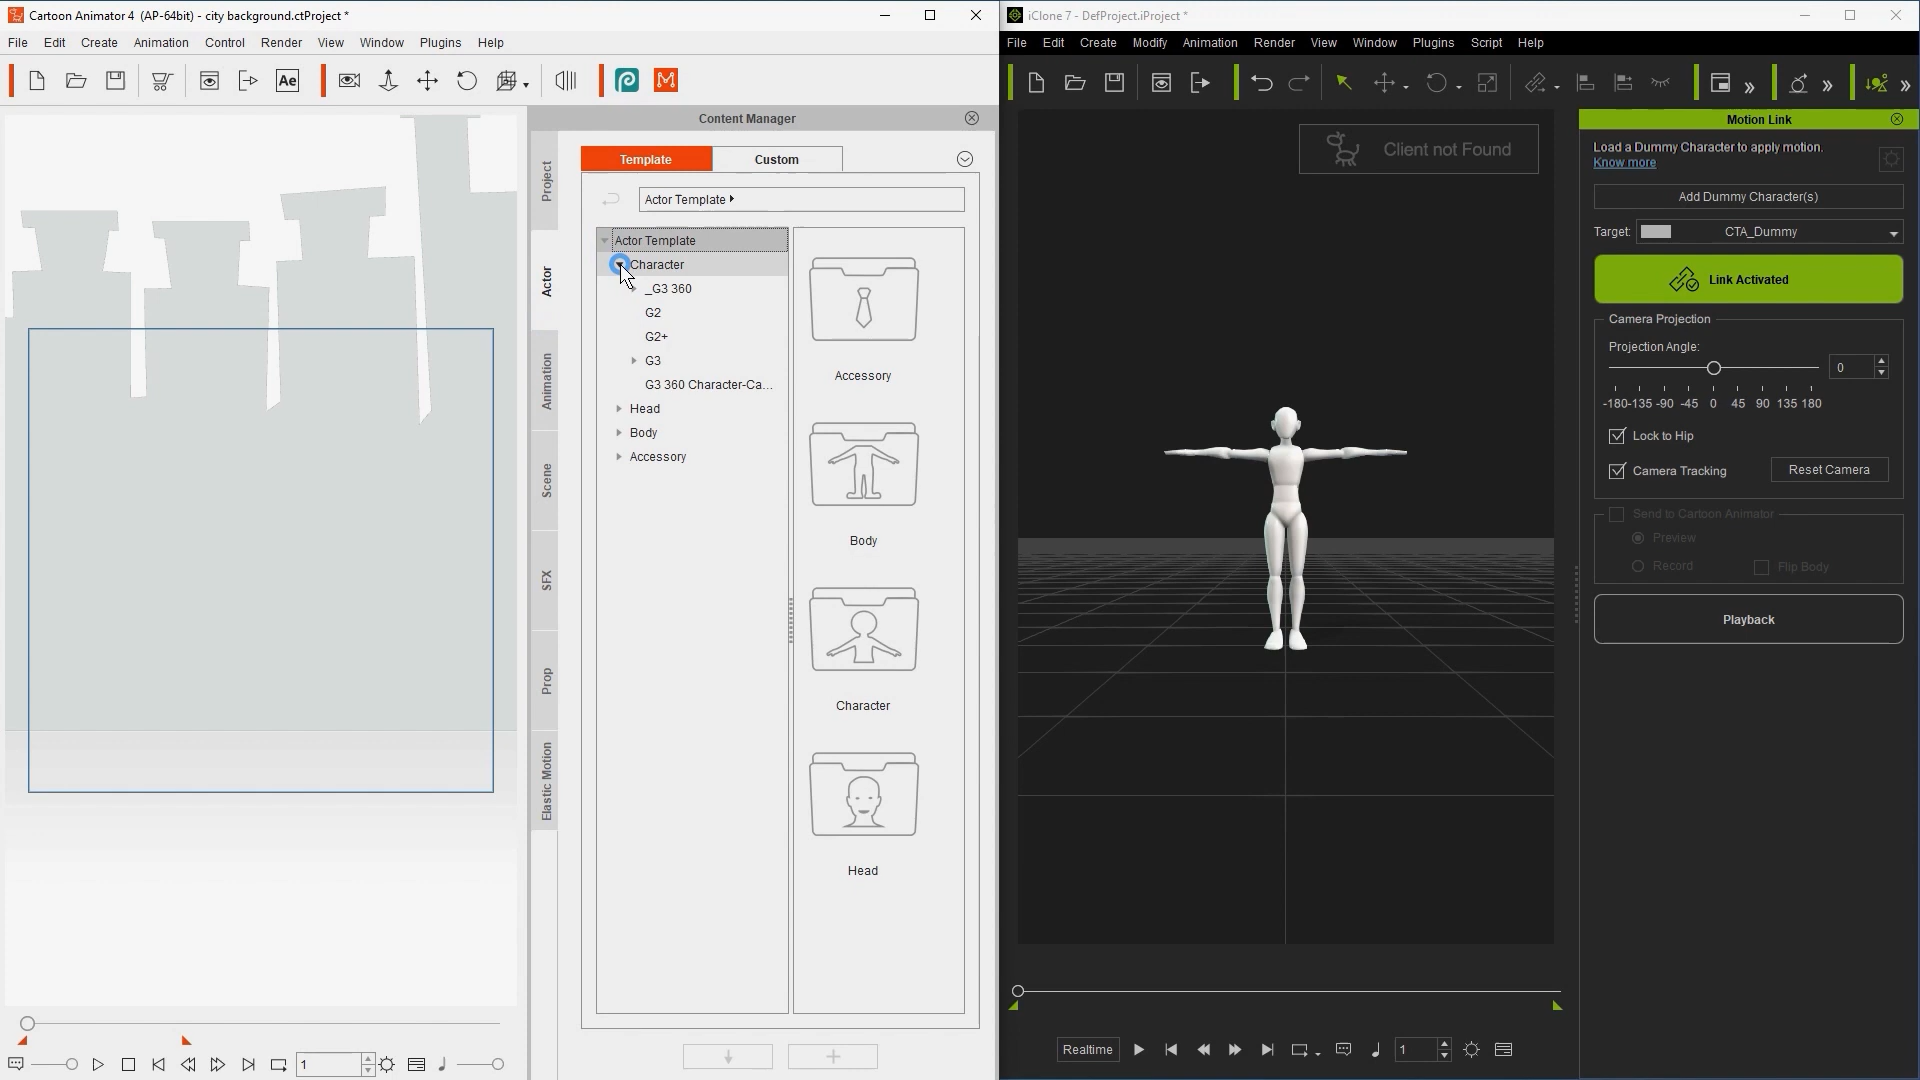 Cartoon Animator 4 (AP-64bit) - city background.ctProject *
File Edit Create Animation Control Render View Window Plugins Help
Ae
Content Manager
Template Custom
Actor Template
Project
Actor
Animation
Scene
SFX
Prop
Elastic Motion
Actor Template
Character
_G3 360
G2
G2+
G3
G3 360 Character-Ca...
Head
Body
Accessory
Accessory
Body
Character
Head
1
iClone 7 - DefProject.iProject *
File Edit Create Modify Animation Render View Window Plugins Script Help
Client not Found
Motion Link
Load a Dummy Character to apply motion.
Know more
Add Dummy Character(s)
Target: CTA_Dummy
Link Activated
Camera Projection
Projection Angle:
0
-180 -135 -90 -45 0 45 90 135 180
Lock to Hip
Camera Tracking Reset Camera
Send to Cartoon Animator
Preview
Record Flip Body
Playback
Realtime 1